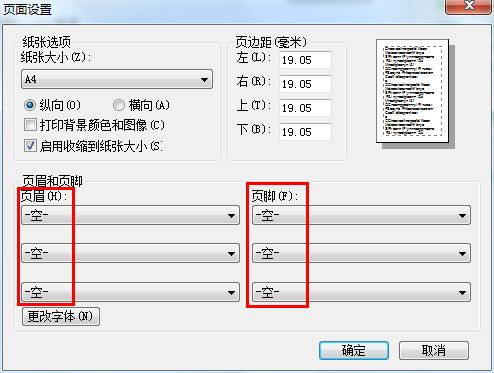 页面设置
纸张选项
纸张大小(Z):
A4
纵向(O)
横向(A)
打印背景颜色和图像(C)
启用收缩到纸张大小(S)
页边距(毫米)
左(L): 19.05
右(R): 19.05
上(T): 19.05
下(B): 19.05
页眉和页脚
页眉(H):
-空-
-空-
-空-
页脚(F):
-空-
-空-
-空-
更改字体(N)
确定
取消